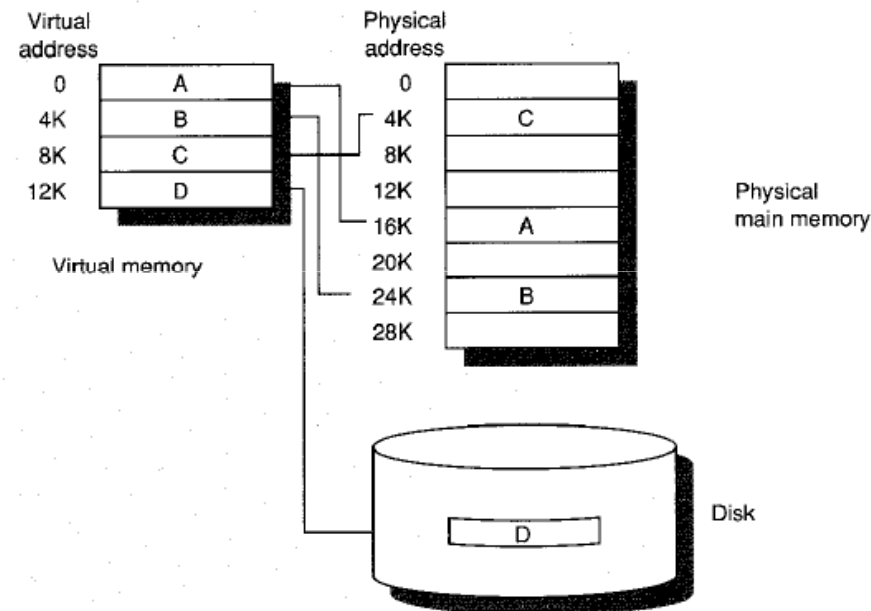 Virtual
address
0
A
4K
B
8K
C
12K
D
Virtual memory
Physical
address
0
4K
C
8K
12K
16K
A
20K
24K
B
28K
Physical
main memory
Disk
D